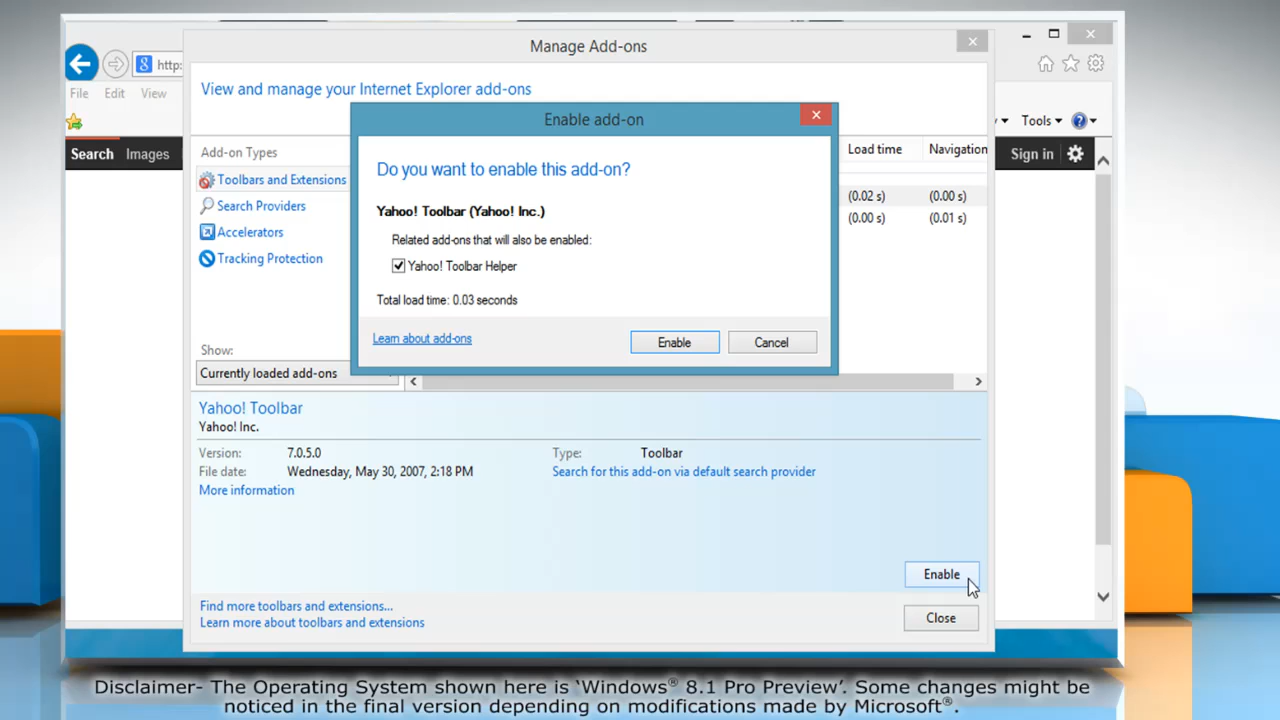 Manage Add-ons
http:
File Edit View
View and manage your Internet Explorer add-ons
Tools
Search Images
Sign in
Add-on Types
Toolbars and Extensions
Search Providers
Accelerators
Tracking Protection
Load time Navigation
(0.02 s) (0.00 s)
(0.00 s) (0.01 s)
Enable add-on
Do you want to enable this add-on?
Yahoo! Toolbar (Yahoo! Inc.)
Related add-ons that will also be enabled:
Yahoo! Toolbar Helper
Total load time: 0.03 seconds
Learn about add-ons
Enable Cancel
Show:
Currently loaded add-ons
Yahoo! Toolbar
Yahoo! Inc.
Version: 7.0.5.0 Type: Toolbar
File date: Wednesday, May 30, 2007, 2:18 PM Search for this add-on via default search provider
More information
Enable
Find more toolbars and extensions...
Learn more about toolbars and extensions
Close
Disclaimer- The Operating System shown here is ‘Windows® 8.1 Pro Preview’. Some changes might be
noticed in the final version depending on modifications made by Microsoft®.